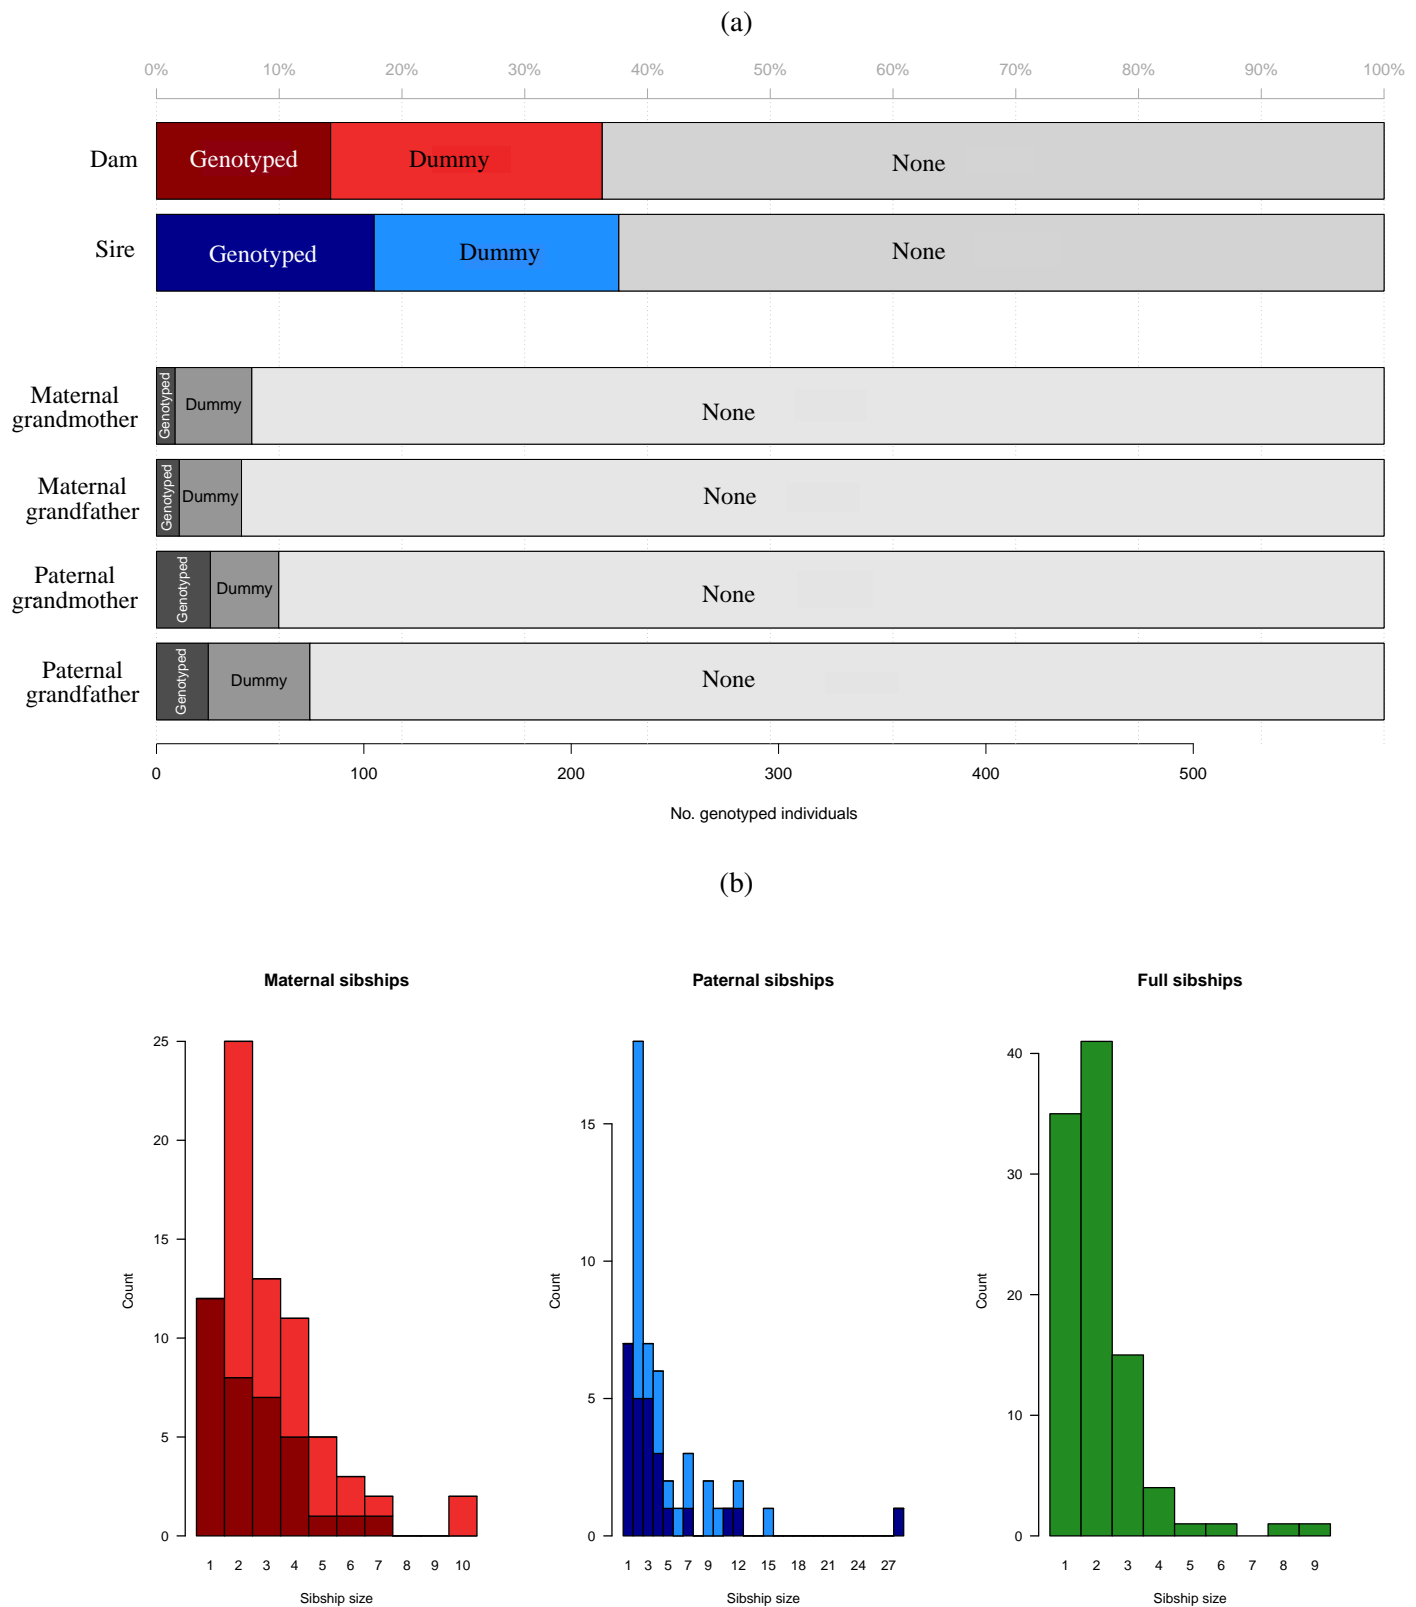 (a)
0% 10% 20% 30% 40% 50% 60% 70% 80% 90% 100%
Dam Genotyped Dummy None
Sire Genotyped Dummy None
Maternal
grandmother Genotyped Dummy None
Maternal
grandfather Genotyped Dummy None
Paternal
grandmother Genotyped Dummy None
Paternal
grandfather Genotyped Dummy None
0 100 200 300 400 500
No. genotyped individuals
(b)
Maternal sibships
25
20
15
10
5
0
Count
1 2 3 4 5 6 7 8 9 10
Sibship size
Paternal sibships
15
10
5
0
Count
1 3 5 7 9 12 15 18 21 24 27
Sibship size
Full sibships
40
30
20
10
0
Count
1 2 3 4 5 6 7 8 9
Sibship size